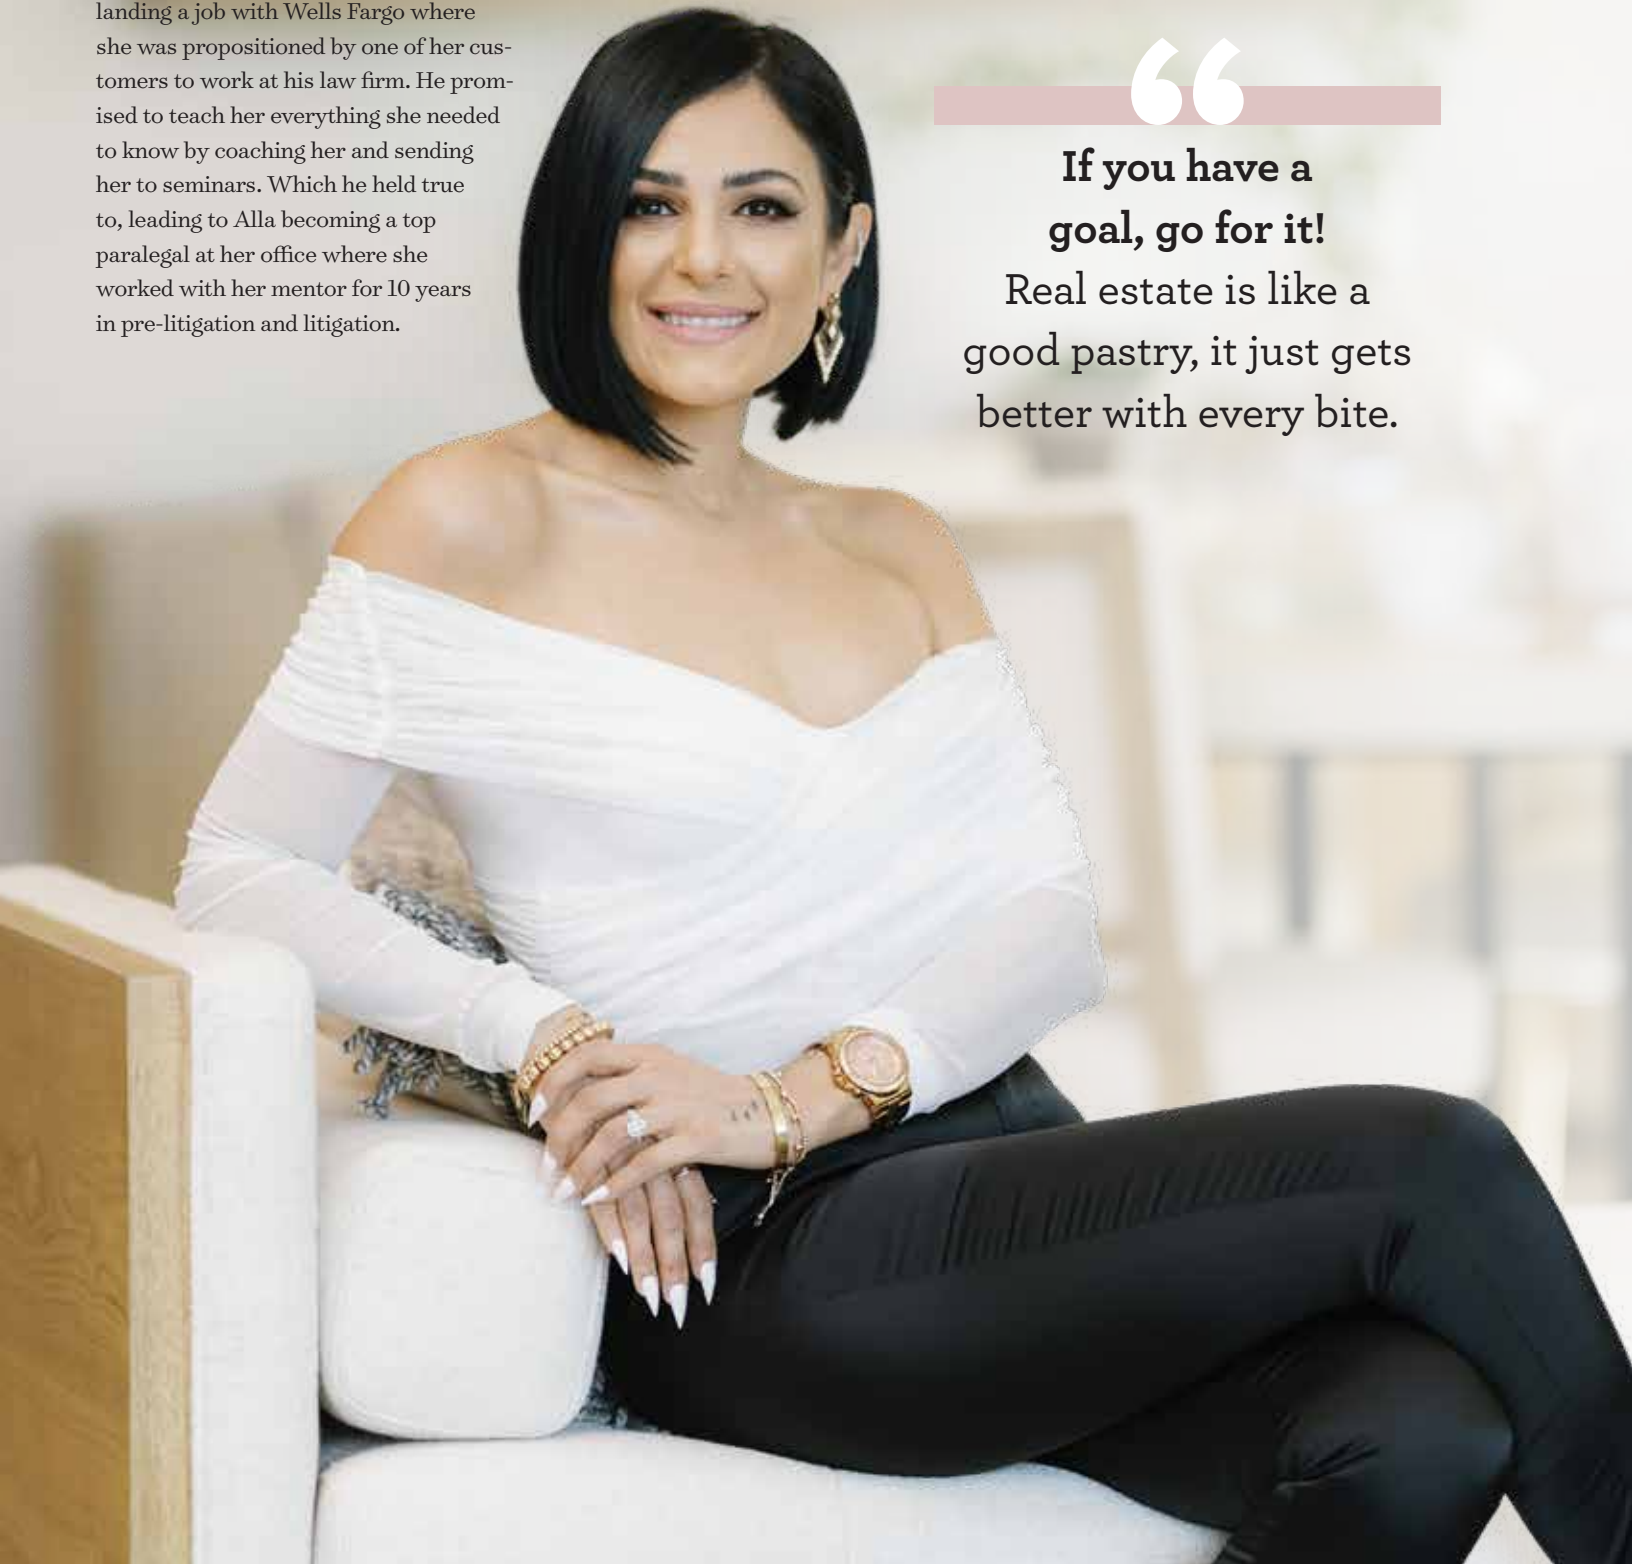 landing a job with Wells Fargo where
she was propositioned by one of her cus-
tomers to work at his law firm. He prom-
ised to teach her everything she needed
to know by coaching her and sending
her to seminars. Which he held true
to, leading to Alla becoming a top
paralegal at her office where she
worked with her mentor for 10 years
in pre-litigation and litigation.
“
If you have a
goal, go for it!
Real estate is like a
good pastry, it just gets
better with every bite.